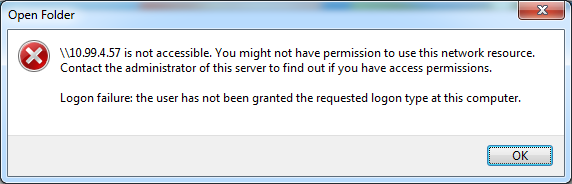 Open Folder
\\10.99.4.57 is not accessible. You might not have permission to use this network resource.
Contact the administrator of this server to find out if you have access permissions.
Logon failure: the user has not been granted the requested logon type at this computer.
OK